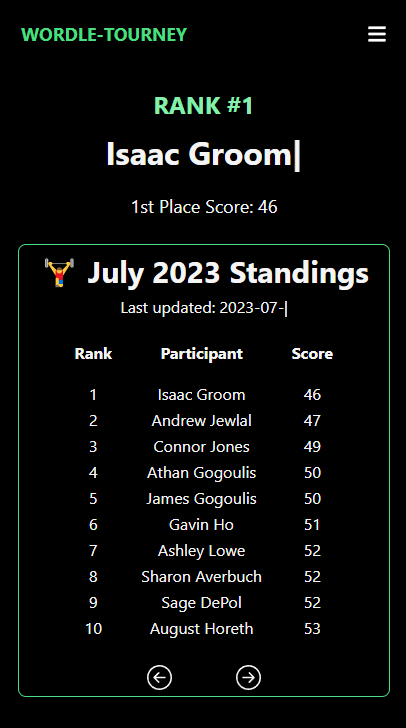 WORDLE-TOURNEY
RANK #1
Isaac Groom|
1st Place Score: 46
July 2023 Standings
Last updated: 2023-07-|
Rank Participant Score
1 Isaac Groom 46
2 Andrew Jewlal 47
3 Connor Jones 49
4 Athan Gogoulis 50
5 James Gogoulis 50
6 Gavin Ho 51
7 Ashley Lowe 52
8 Sharon Averbuch 52
9 Sage DePol 52
10 August Horeth 53